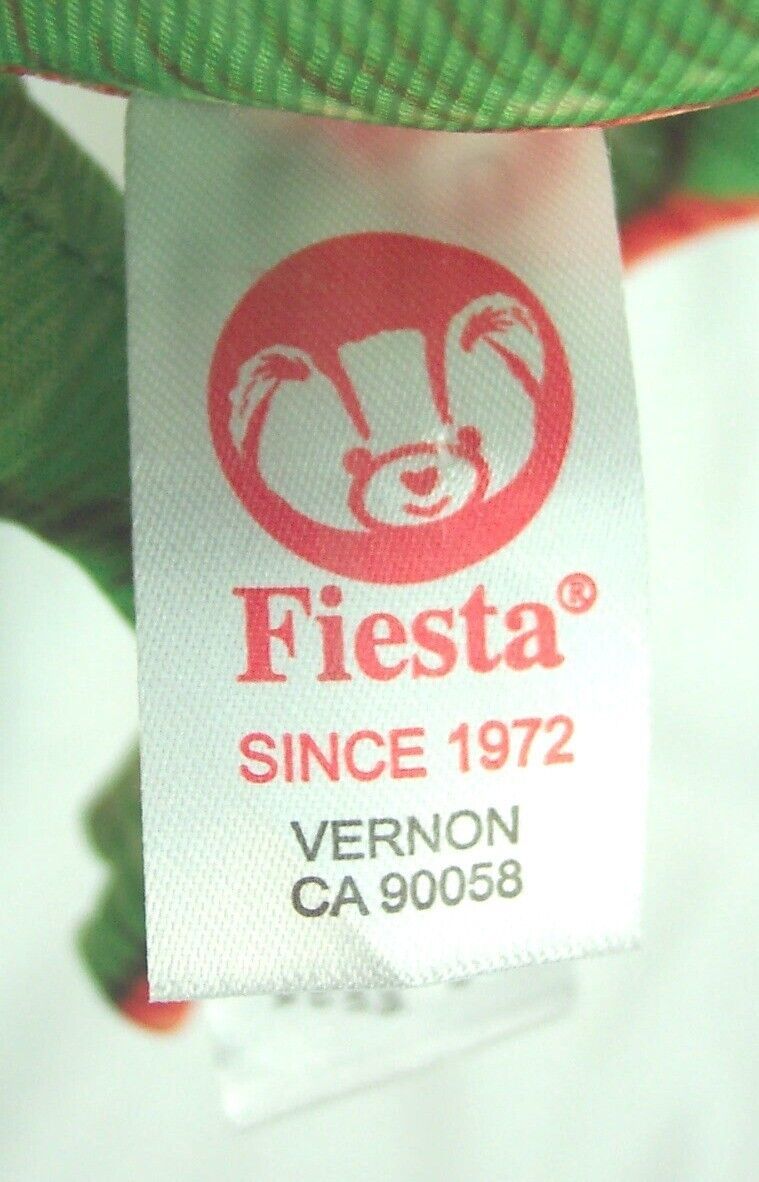 Fiesta®
SINCE 1972
VERNON
CA 90058